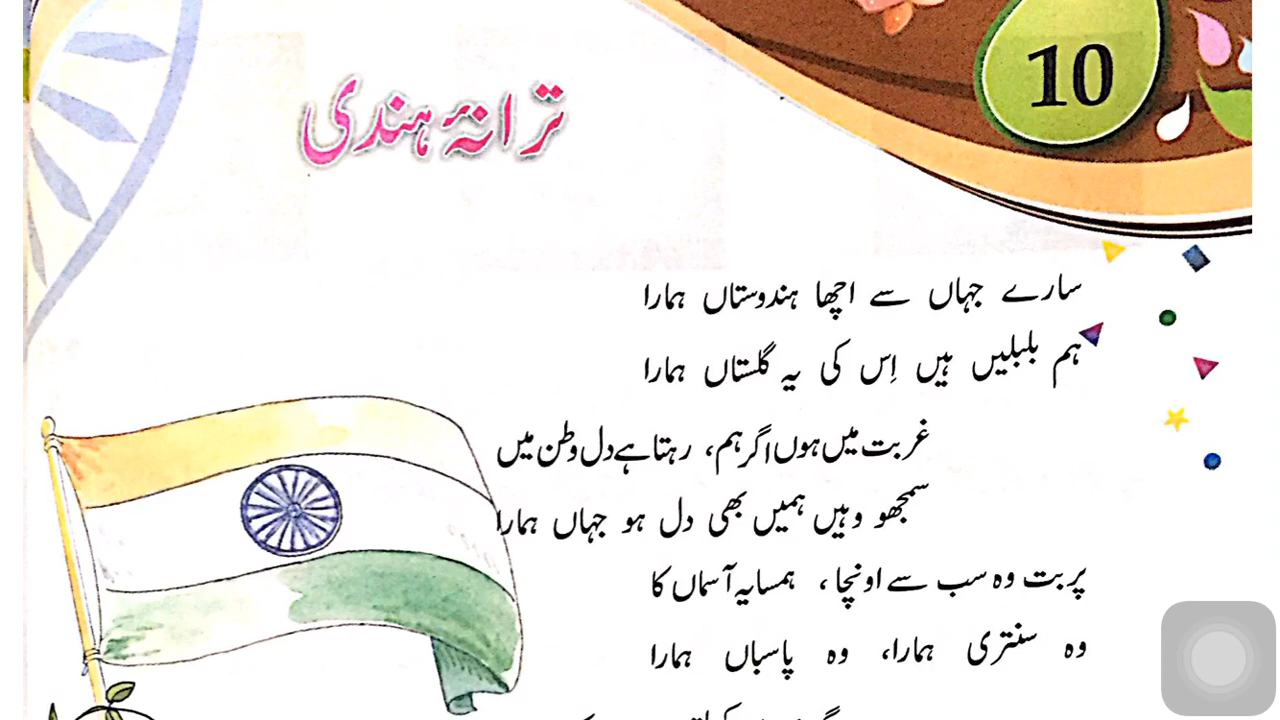 10
ترانۂ ہندی
سارے جہاں سے اچھا ہندوستاں ہمارا
ہم بلبلیں ہیں اِس کی یہ گلستاں ہمارا
غربت میں ہوں اگر ہم، رہتا ہے دل وطن میں
سمجھو وہیں ہمیں بھی دل ہو جہاں ہمارا
پربت وہ سب سے اونچا، ہمسایہ آسماں کا
وہ سنتری ہمارا، وہ پاسباں ہمارا